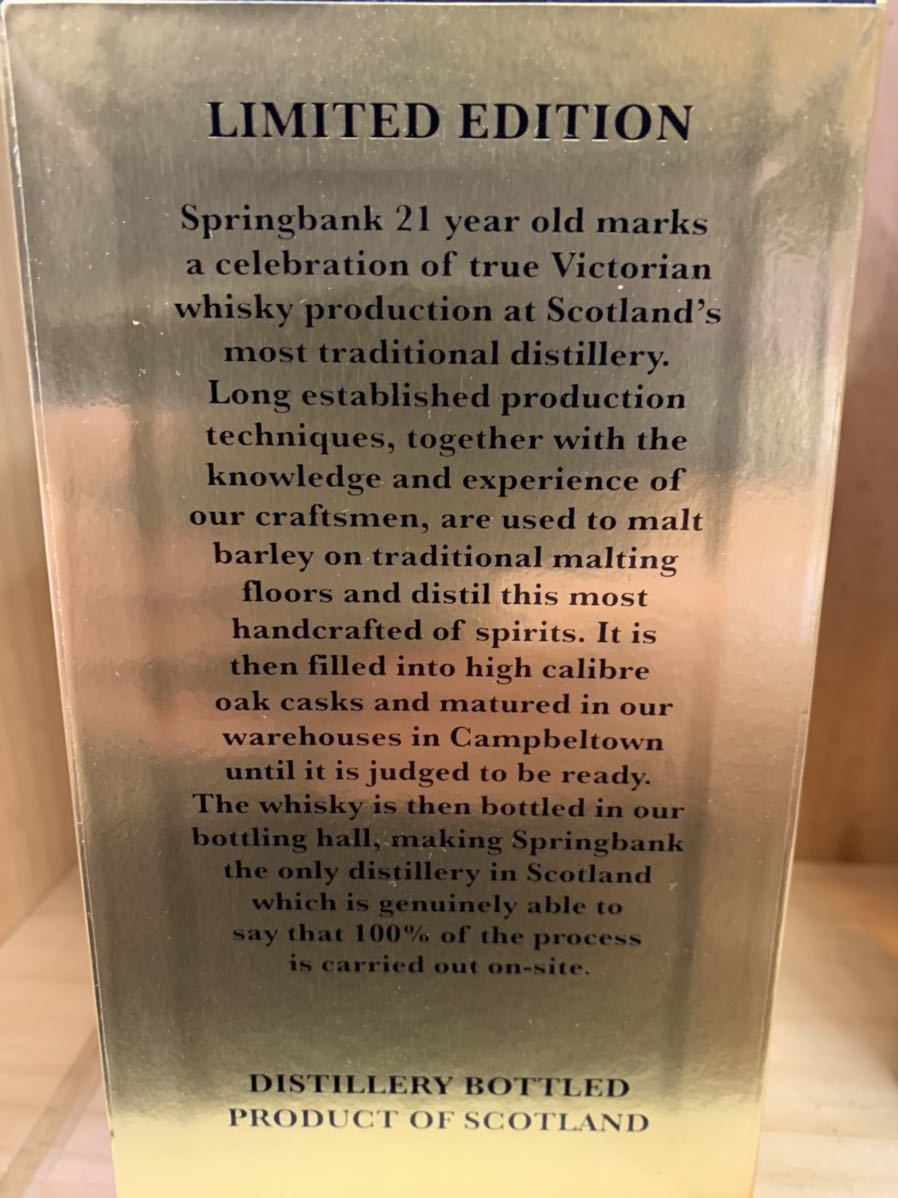 LIMITED EDITION
Springbank 21 year old marks
a celebration of true Victorian
whisky production at Scotland's
most traditional distillery.
Long established production
techniques, together with the
knowledge and experience of
our craftsmen, are used to malt
barley on traditional malting
floors and distil this most
handcrafted of spirits. It is
then filled into high calibre
oak casks and matured in our
warehouses in Campbeltown
until it is judged to be ready.
The whisky is then bottled in our
bottling hall, making Springbank
the only distillery in Scotland
which is genuinely able to
say that 100% of the process
is carried out on-site.
DISTILLERY BOTTLED
PRODUCT OF SCOTLAND